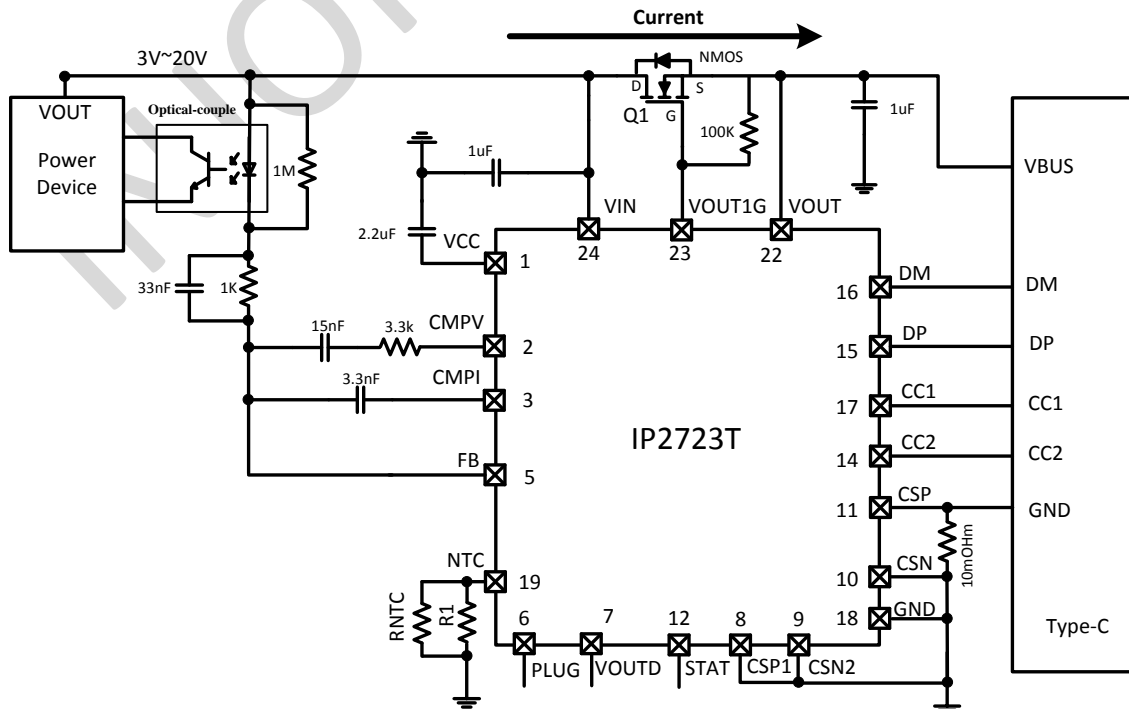 Current
3V~20V
NMOS
D
S
G
Q1
VOUT
Optical-couple
Power
Device
1M
1uF
100K
1uF
VBUS
VIN
VOUT1G
VOUT
2.2uF
VCC
1
24
23
22
33nF
1K
16
DM
DM
15nF
3.3k
CMPV
2
15
DP
DP
3.3nF
CMPI
3
17
CC1
CC1
IP2723T
14
CC2
CC2
FB
5
11
CSP
GND
10mOHm
NTC
19
10
CSN
RNTC
R1
18
GND
6
7
12
8
9
Type-C
PLUG
VOUTD
STAT
CSP1
CSN2